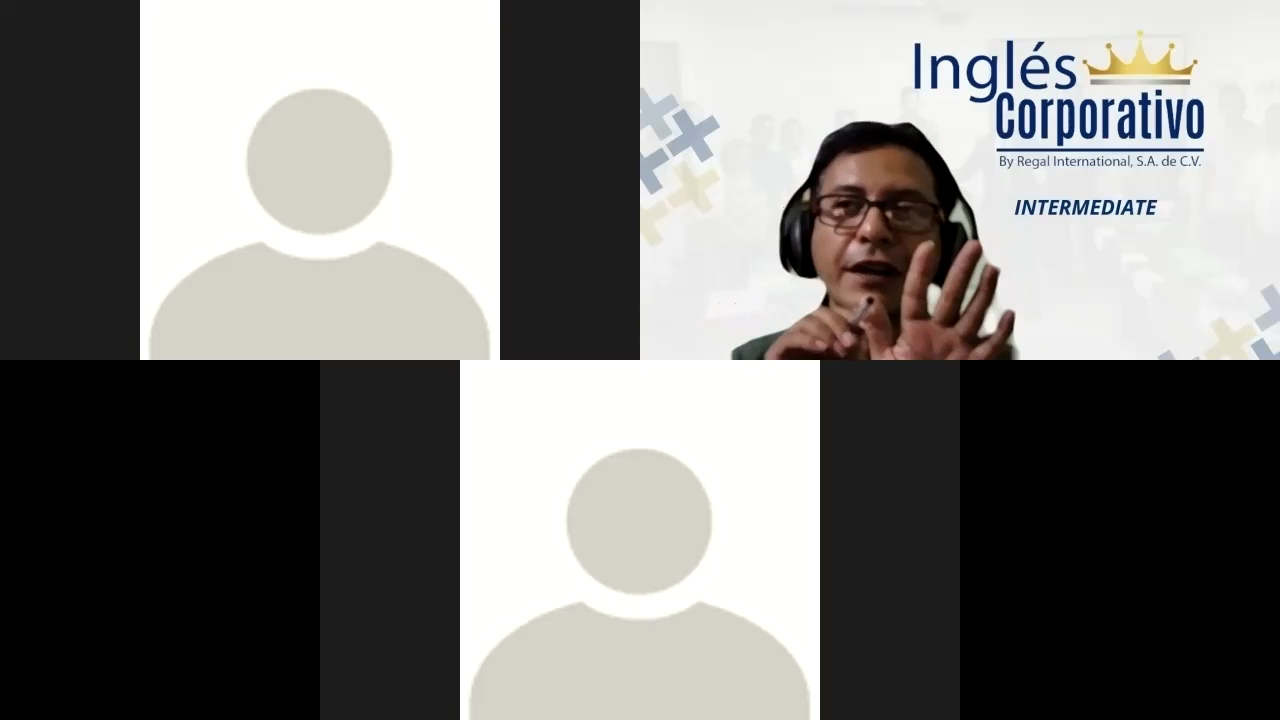 Inglés
Corporativo
By Regal International, S.A. de C.V.
INTERMEDIATE